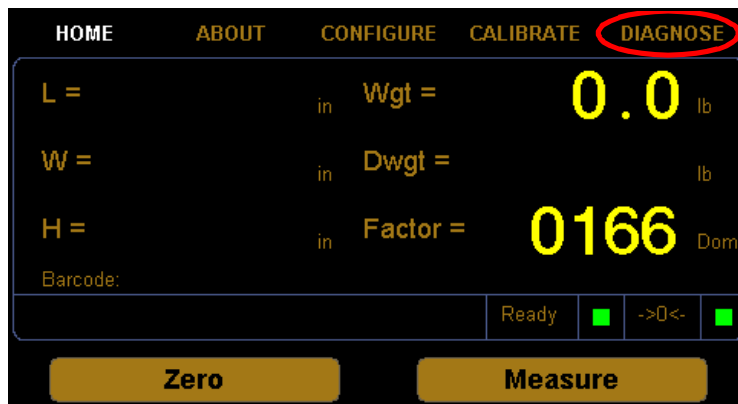 HOME ABOUT CONFIGURE CALIBRATE DIAGNOSE
L = in Wgt = 0.0 lb
W = in Dwgt = lb
H = in Factor = 0166 Dom
Barcode:
Ready ->0<-
Zero Measure